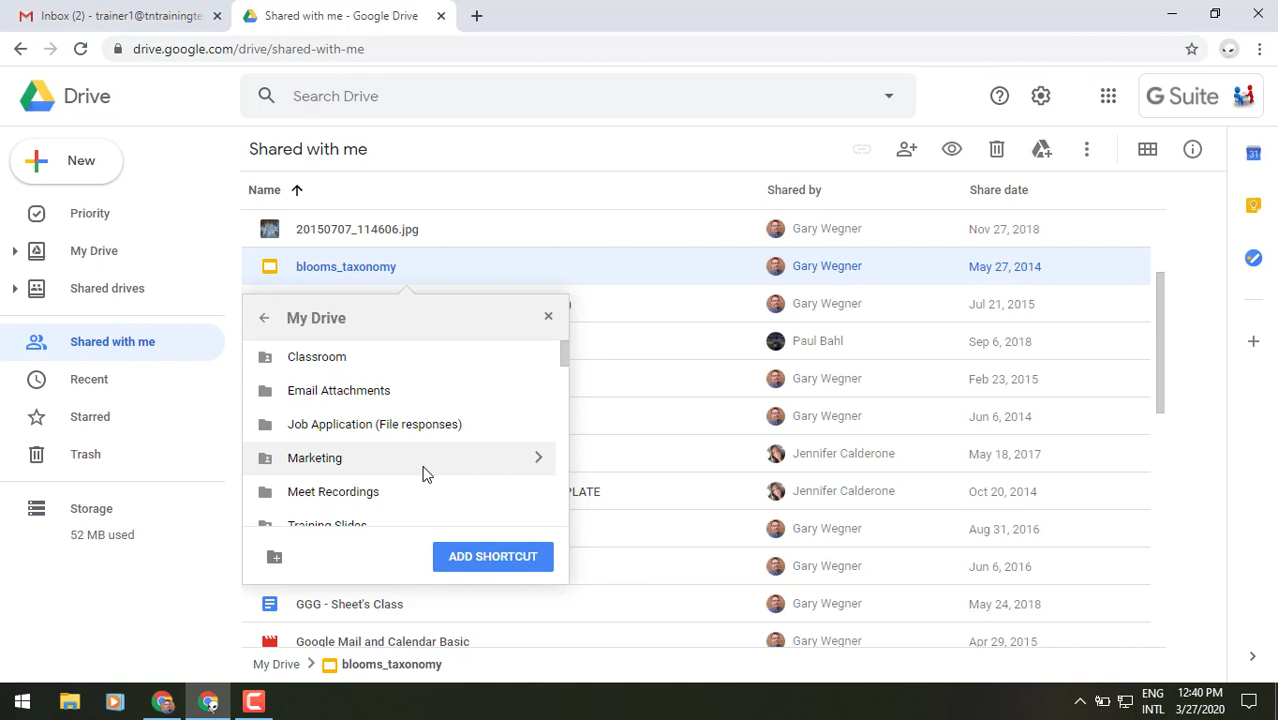 Inbox (2) - trainer1@tntrainingte
Shared with me - Google Drive
drive.google.com/drive/shared-with-me
Drive
Search Drive
G Suite
New
Shared with me
Name
Shared by
Share date
Priority
My Drive
Shared drives
Shared with me
Recent
Starred
Trash
Storage
52 MB used
20150707_114606.jpg Gary Wegner Nov 27, 2018
blooms_taxonomy Gary Wegner May 27, 2014
) Gary Wegner Jul 21, 2015
Paul Bahl Sep 6, 2018
Gary Wegner Feb 23, 2015
Gary Wegner Jun 6, 2014
Jennifer Calderone May 18, 2017
PLATE Jennifer Calderone Oct 20, 2014
Gary Wegner Aug 31, 2016
Gary Wegner Jun 6, 2016
GGG - Sheet's Class Gary Wegner May 24, 2018
Google Mail and Calendar Basic Gary Wegner Apr 29, 2015
My Drive
Classroom
Email Attachments
Job Application (File responses)
Marketing
Meet Recordings
Training Slides
ADD SHORTCUT
My Drive > blooms_taxonomy
31
ENG
INTL
12:40 PM
3/27/2020